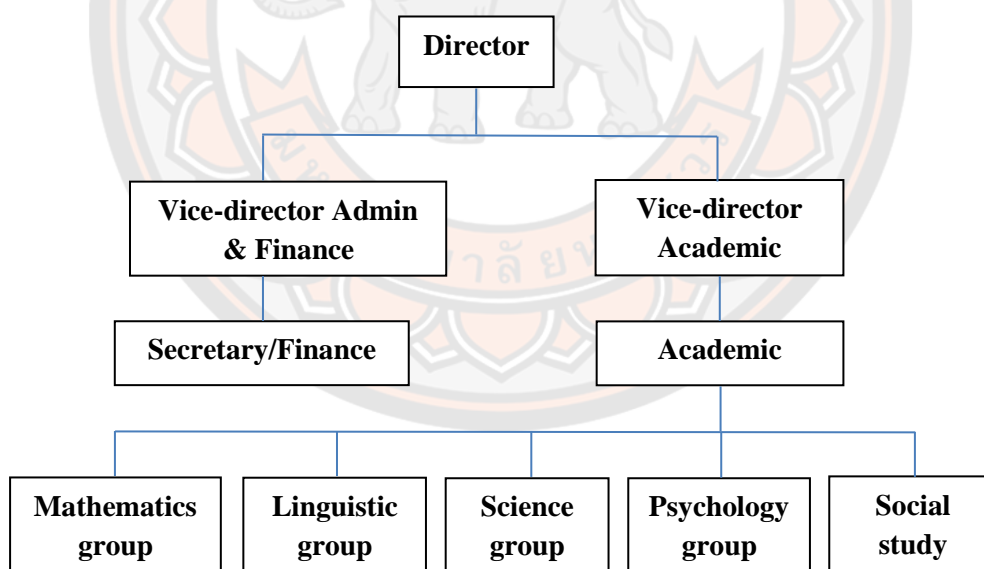 Director
Vice-director Admin
& Finance
Vice-director
Academic
Secretary/Finance
Academic
Mathematics
group
Linguistic
group
Science
group
Psychology
group
Social
study